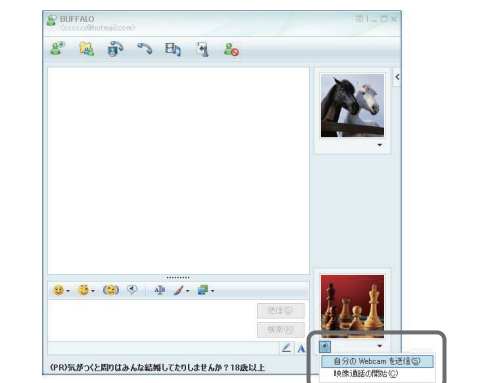 BUFFALO
送信(S)
検索(R)
A
(PR)気がつくと周りはみんな結婚してたりしませんか？18歳以上
自分の Webcam を送信(S)
映像通話の開始(C)